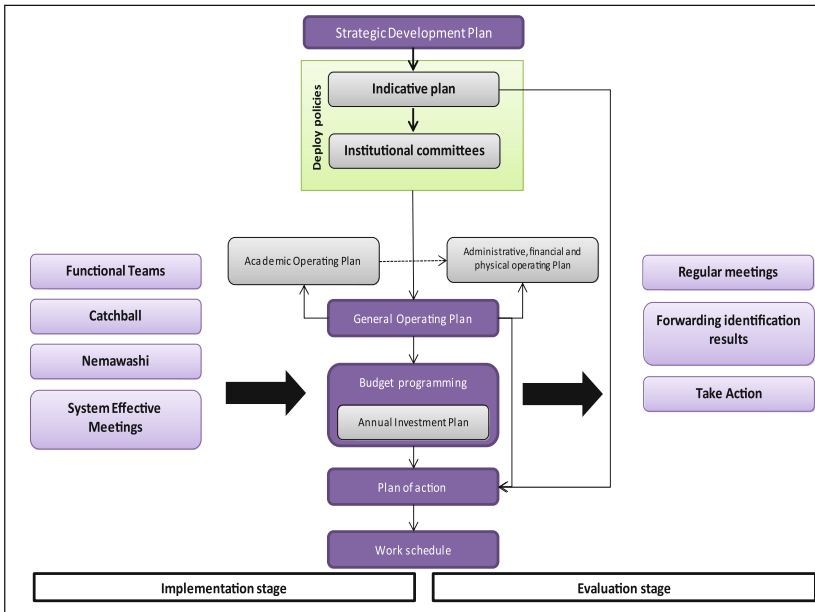 Strategic Development Plan
Deploy policies
Indicative plan
Institutional committees
Academic Operating Plan
Administrative, financial and
physical operating Plan
Functional Teams
Catchball
Nemawashi
System Effective
Meetings
General Operating Plan
Budget programming
Annual Investment Plan
Plan of action
Work schedule
Regular meetings
Forwarding identification
results
Take Action
Implementation stage
Evaluation stage